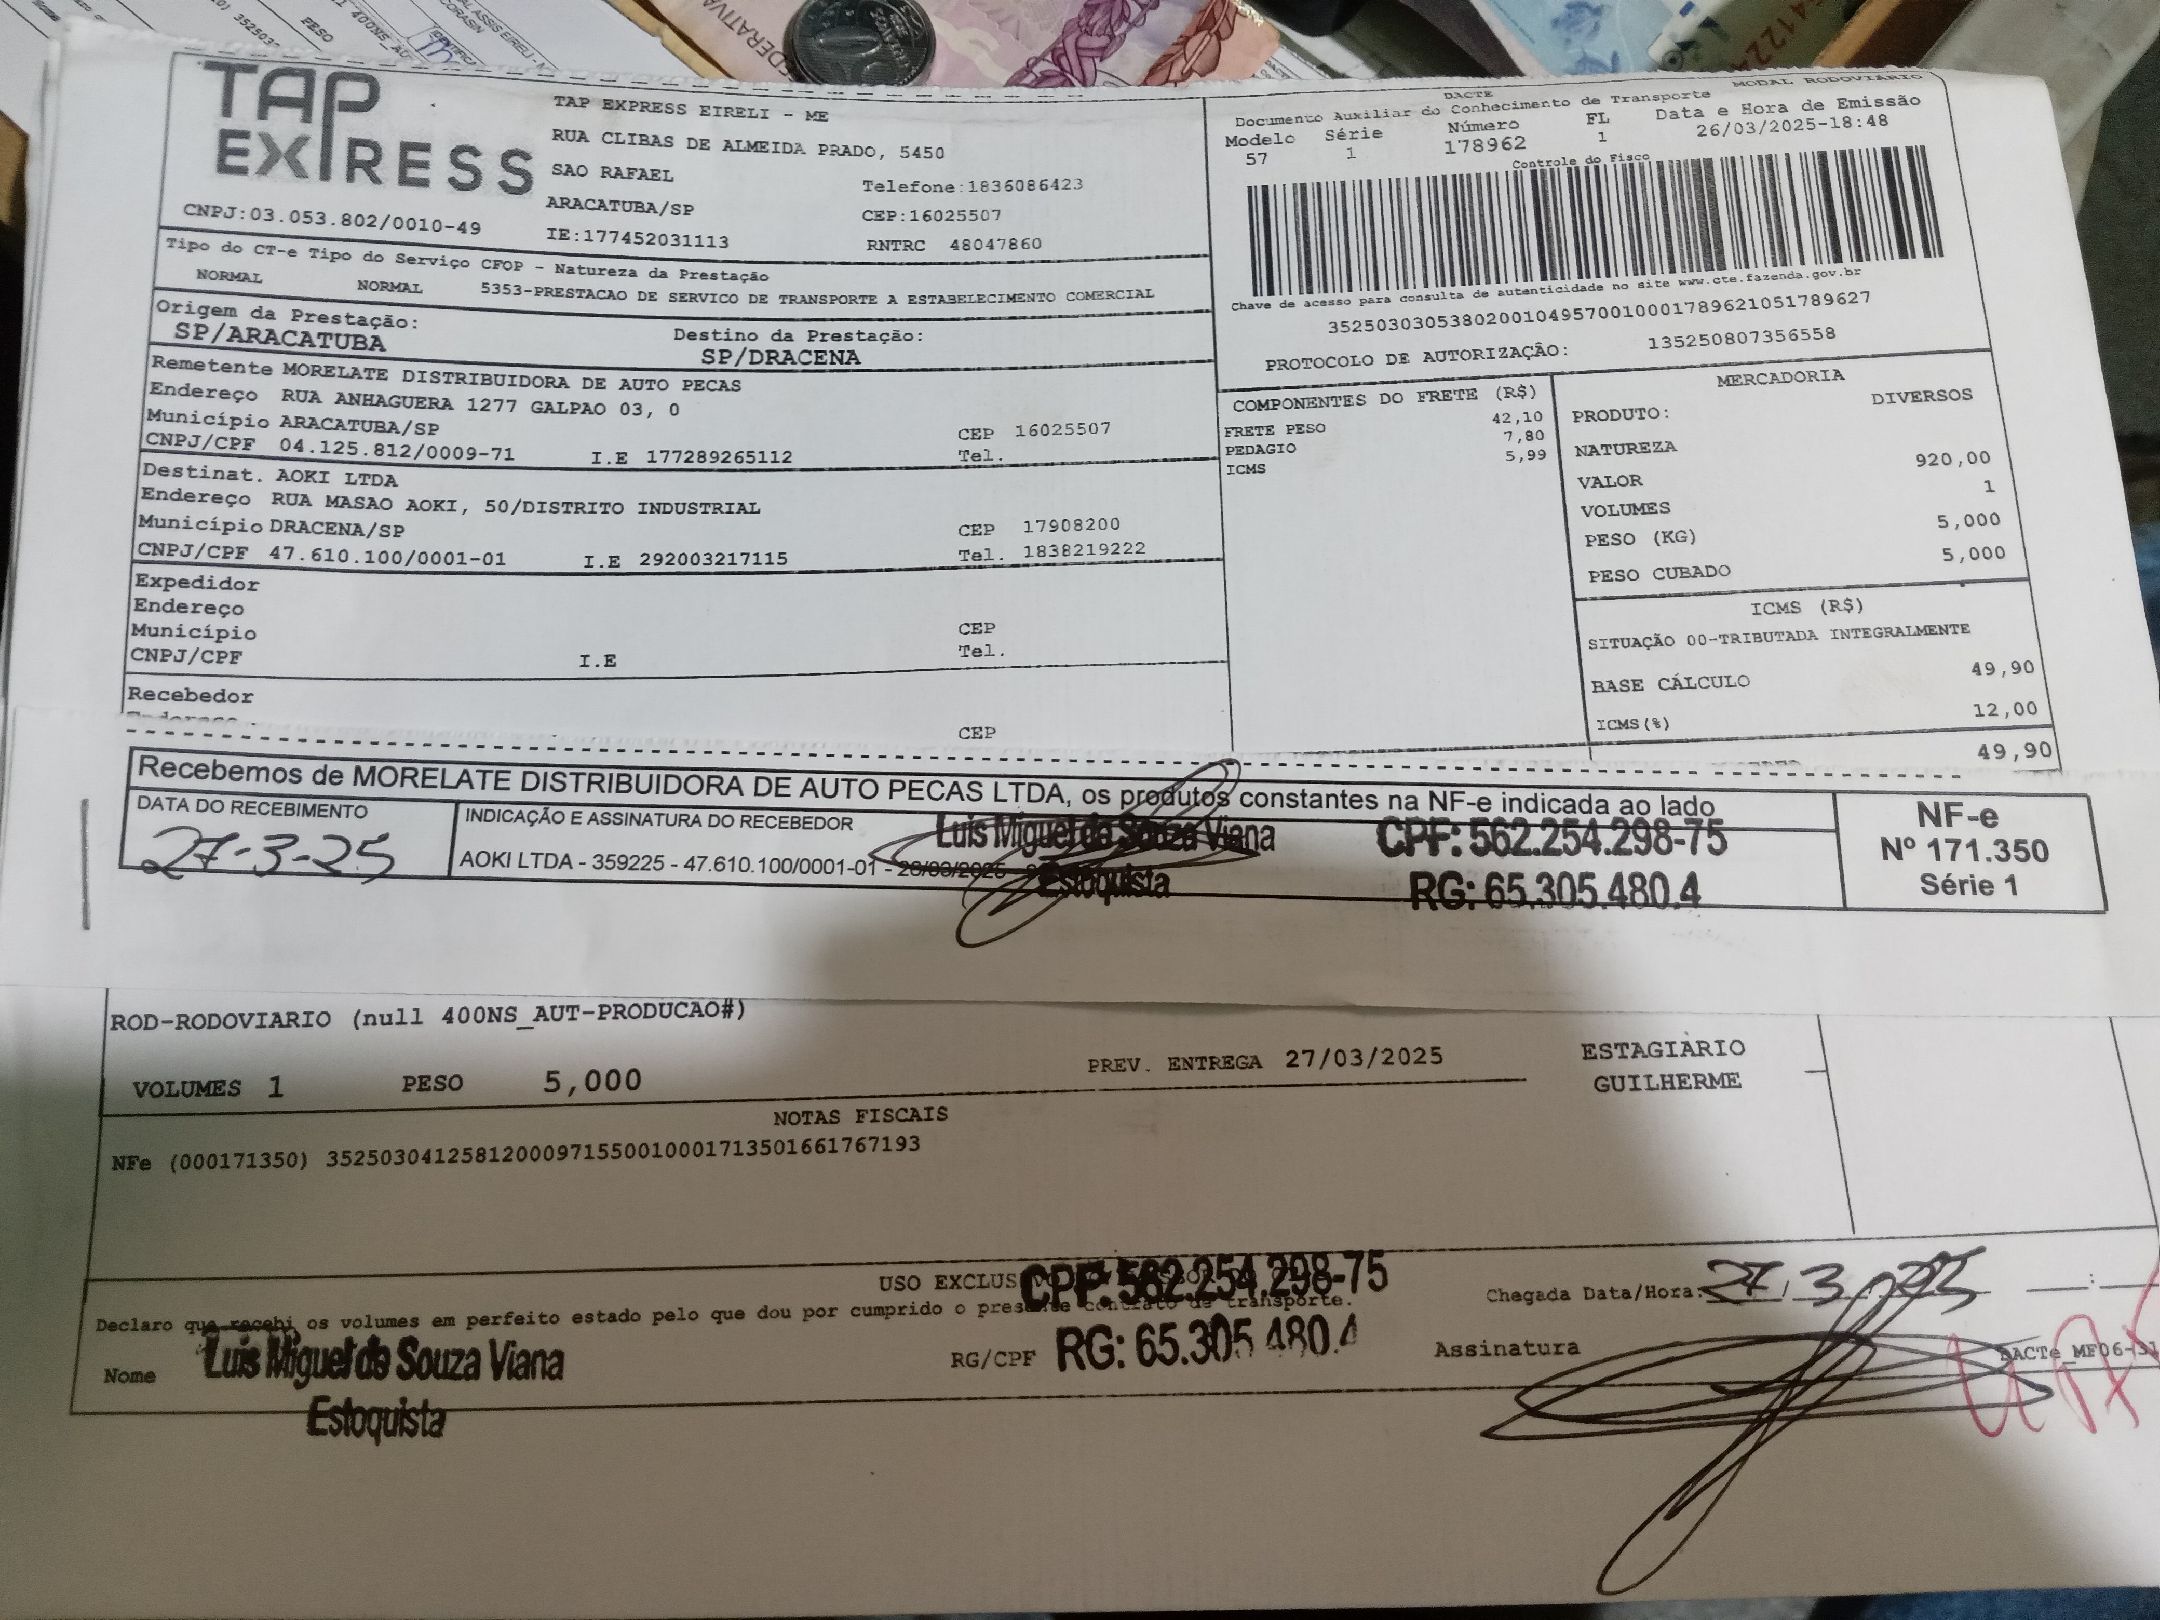 TAP
EXPRESS
TAP EXPRESS EIRELI - ME
RUA CLIBAS DE ALMEIDA PRADO, 5450
SAO RAFAEL
Telefone:1836086423
ARACATUBA/SP
CEP:16025507
CNPJ:03.053.802/0010-49
IE:177452031113
RNTRC 48047860
DACTE
MODAL RODOVIARIO
Documento Auxiliar do Conhecimento de Transporte
Modelo Série Número FL Data e Hora de Emissão
57 1 178962 1 26/03/2025-18:48
Controle do Fisco
Chave de acesso para consulta de autenticidade no site www.cte.fazenda.gov.br
35250303053802001049570010001789621051789627
PROTOCOLO DE AUTORIZAÇÃO: 135250807356558
Tipo do CT-e Tipo do Serviço CFOP - Natureza da Prestação
NORMAL NORMAL 5353-PRESTACAO DE SERVICO DE TRANSPORTE A ESTABELECIMENTO COMERCIAL
Origem da Prestação: Destino da Prestação:
SP/ARACATUBA SP/DRACENA
Remetente MORELATE DISTRIBUIDORA DE AUTO PECAS
Endereço RUA ANHAGUERA 1277 GALPAO 03, 0
Município ARACATUBA/SP CEP 16025507
CNPJ/CPF 04.125.812/0009-71 I.E 177289265112 Tel.
Destinat. AOKI LTDA
Endereço RUA MASAO AOKI, 50/DISTRITO INDUSTRIAL
Município DRACENA/SP CEP 17908200
CNPJ/CPF 47.610.100/0001-01 I.E 292003217115 Tel. 1838219222
Expedidor
Endereço
Município CEP
CNPJ/CPF I.E Tel.
Recebedor
CEP
COMPONENTES DO FRETE (R$)
FRETE PESO 42,10
PEDAGIO 7,80
ICMS 5,99
MERCADORIA
PRODUTO: DIVERSOS
NATUREZA
VALOR 920,00
VOLUMES 1
PESO (KG) 5,000
PESO CUBADO 5,000
ICMS (R$)
SITUAÇÃO 00-TRIBUTADA INTEGRALMENTE
BASE CÁLCULO 49,90
ICMS(%) 12,00
49,90
Recebemos de MORELATE DISTRIBUIDORA DE AUTO PECAS LTDA, os produtos constantes na NF-e indicada ao lado
DATA DO RECEBIMENTO
27-3-25
INDICAÇÃO E ASSINATURA DO RECEBEDOR
AOKI LTDA - 359225 - 47.610.100/0001-01 - 26/03/2025
Luis Miguel de Souza Viana
Estoquista
CPF: 562.254.298-75
RG: 65.305.480.4
NF-e
Nº 171.350
Série 1
ROD-RODOVIARIO (null 400NS_AUT-PRODUCAO#)
VOLUMES 1 PESO 5,000 PREV. ENTREGA 27/03/2025
ESTAGIÁRIO
GUILHERME
NOTAS FISCAIS
NFe (000171350) 35250304125812000971550010001713501661767193
USO EXCLUS
CPF: 562.254.298-75
Declaro que recebi os volumes em perfeito estado pelo que dou por cumprido o presente contrato de transporte.
Chegada Data/Hora: 27/3/25 :
Nome Luis Miguel de Souza Viana
Estoquista
RG/CPF RG: 65.305.480.4
Assinatura
DACTe_MF06-